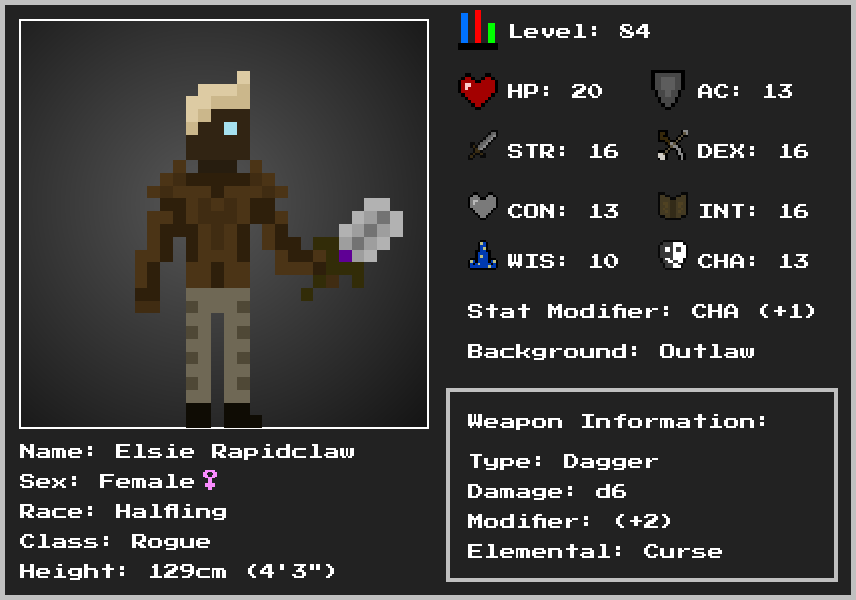 Level: 84
HP: 20 AC: 13
STR: 16 DEX: 16
CON: 13 INT: 16
WIS: 10 CHA: 13
Stat Modifier: CHA (+1)
Background: Outlaw
Weapon Information:
Type: Dagger
Damage: d6
Modifier: (+2)
Elemental: Curse
Name: Elsie Rapidclaw
Sex: Female♀
Race: Halfling
Class: Rogue
Height: 129cm (4'3")